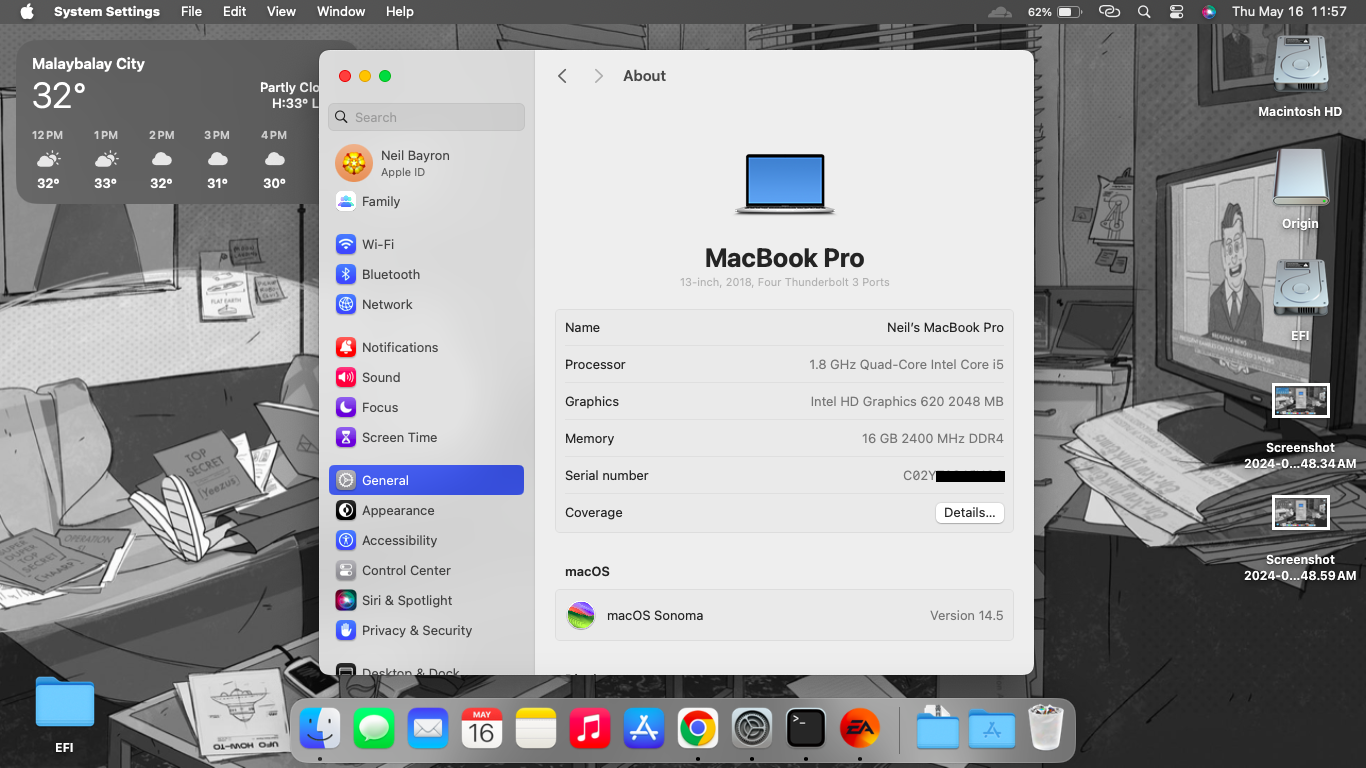 System Settings File Edit View Window Help 62% Thu May 16 11:57
Malaybalay City
32°
Partly Clo
H:33° L
12 PM 1 PM 2 PM 3 PM 4 PM
32° 33° 32° 31° 30°
Search
Neil Bayron
Apple ID
Family
Wi-Fi
Bluetooth
Network
Notifications
Sound
Focus
Screen Time
General
Appearance
Accessibility
Control Center
Siri & Spotlight
Privacy & Security
Desktop & Dock
About
MacBook Pro
13-inch, 2018, Four Thunderbolt 3 Ports
Name Neil's MacBook Pro
Processor 1.8 GHz Quad-Core Intel Core i5
Graphics Intel HD Graphics 620 2048 MB
Memory 16 GB 2400 MHz DDR4
Serial number C02Y
Coverage Details...
macOS
macOS Sonoma Version 14.5
Macintosh HD
Origin
EFI
Screenshot
2024-0...48.34 AM
Screenshot
2024-0...48.59 AM
FLAT EARTH
BREAKING NEWS
TOP
SECRET
(Yeezus)
SUPER
DUPER
TOP
SECRET
(HAARP)
OPERATION
UFO HOW-TO
EFI
MAY
16
>_
EA